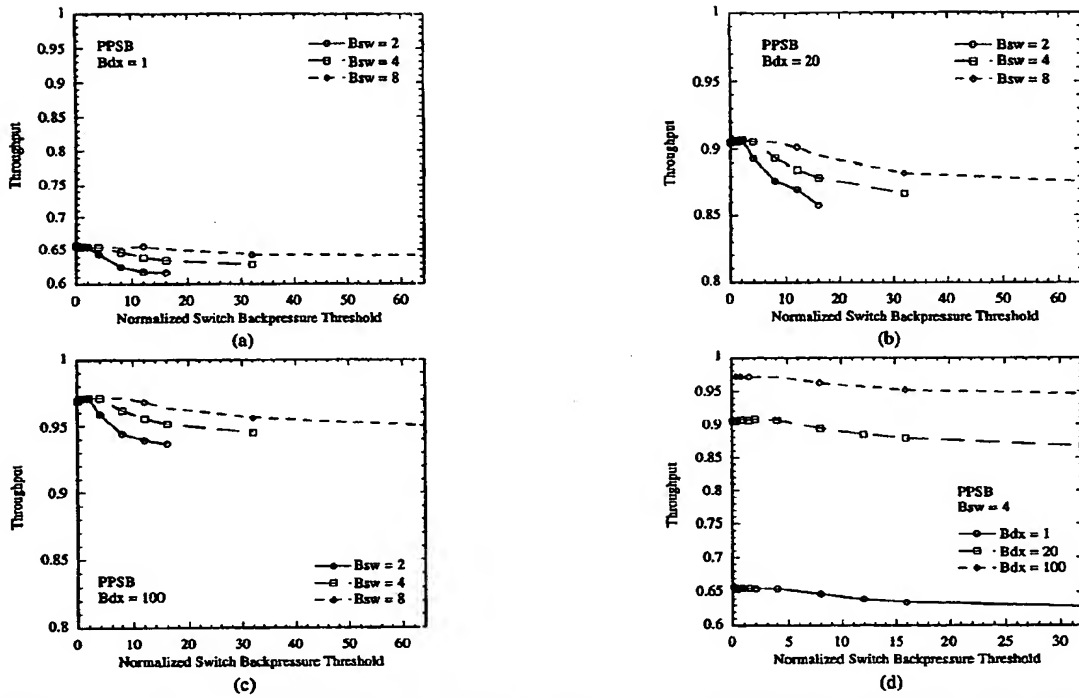 1
0.95
0.9
0.85
0.8
0.75
0.7
0.65
0.6
Throughput
PPSB
Bdx = 1
Bsw = 2
Bsw = 4
Bsw = 8
0 10 20 30 40 50 60
Normalized Switch Backpressure Threshold
(a)
1
0.95
0.9
0.85
0.8
Throughput
PPSB
Bdx = 20
Bsw = 2
Bsw = 4
Bsw = 8
0 10 20 30 40 50 60
Normalized Switch Backpressure Threshold
(b)
1
0.95
0.9
0.85
0.8
Throughput
PPSB
Bdx = 100
Bsw = 2
Bsw = 4
Bsw = 8
0 10 20 30 40 50 60
Normalized Switch Backpressure Threshold
(c)
1
0.95
0.9
0.85
0.8
0.75
0.7
0.65
0.6
Throughput
PPSB
Bsw = 4
Bdx = 1
Bdx = 20
Bdx = 100
0 5 10 15 20 25 30
Normalized Switch Backpressure Threshold
(d)